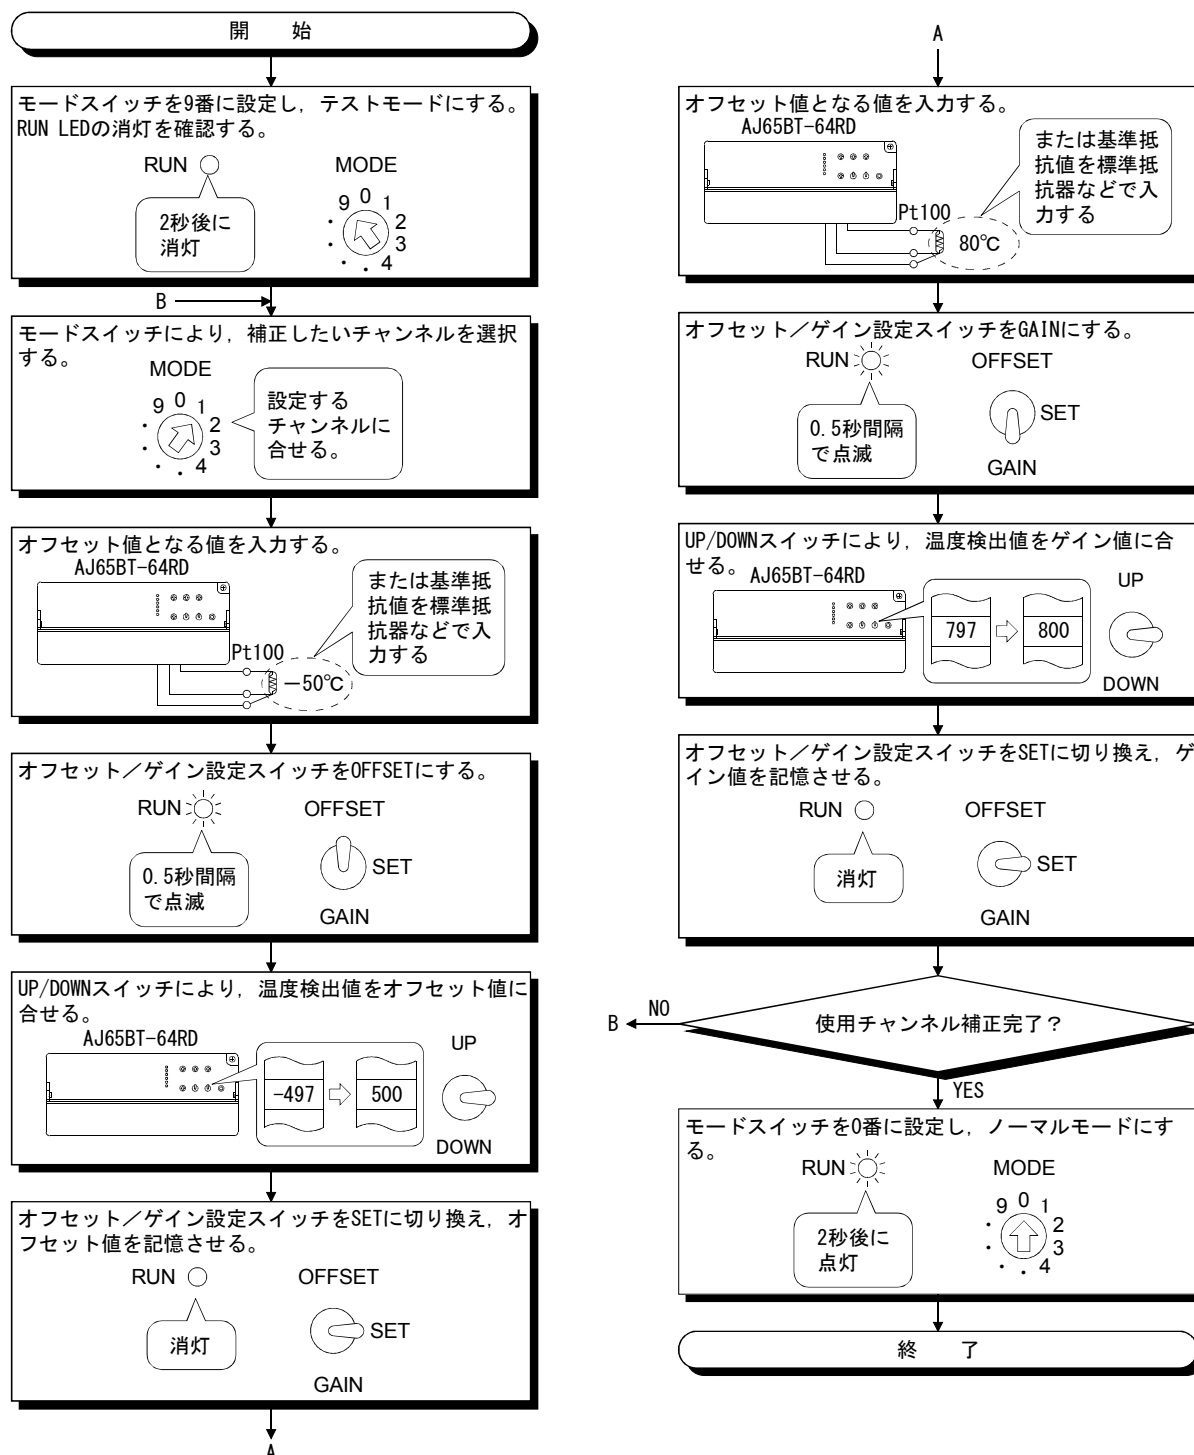 開 始
モードスイッチを9番に設定し，テストモードにする。
RUN LEDの消灯を確認する。
RUN
MODE
2秒後に
消灯
9 0 1
2
3
4
B
モードスイッチにより，補正したいチャンネルを選択
する。
MODE
9 0 1
2
3
4
設定する
チャンネルに
合せる。
オフセット値となる値を入力する。
AJ65BT-64RD
または基準抵
抗値を標準抵
抗器などで入
力する
Pt100
－50℃
オフセット／ゲイン設定スイッチをOFFSETにする。
RUN
OFFSET
0.5秒間隔
で点滅
SET
GAIN
UP/DOWNスイッチにより，温度検出値をオフセット値に
合せる。
AJ65BT-64RD
UP
-497
500
DOWN
オフセット／ゲイン設定スイッチをSETに切り換え，オ
フセット値を記憶させる。
RUN
OFFSET
消灯
SET
GAIN
A
A
オフセット値となる値を入力する。
AJ65BT-64RD
または基準抵
抗値を標準抵
抗器などで入
力する
Pt100
80℃
オフセット／ゲイン設定スイッチをGAINにする。
RUN
OFFSET
0.5秒間隔
で点滅
SET
GAIN
UP/DOWNスイッチにより，温度検出値をゲイン値に合
せる。
AJ65BT-64RD
UP
797
800
DOWN
オフセット／ゲイン設定スイッチをSETに切り換え，ゲ
イン値を記憶させる。
RUN
OFFSET
消灯
SET
GAIN
使用チャンネル補正完了？
NO
B
YES
モードスイッチを0番に設定し，ノーマルモードにす
る。
RUN
MODE
2秒後に
点灯
9 0 1
2
3
4
終 了